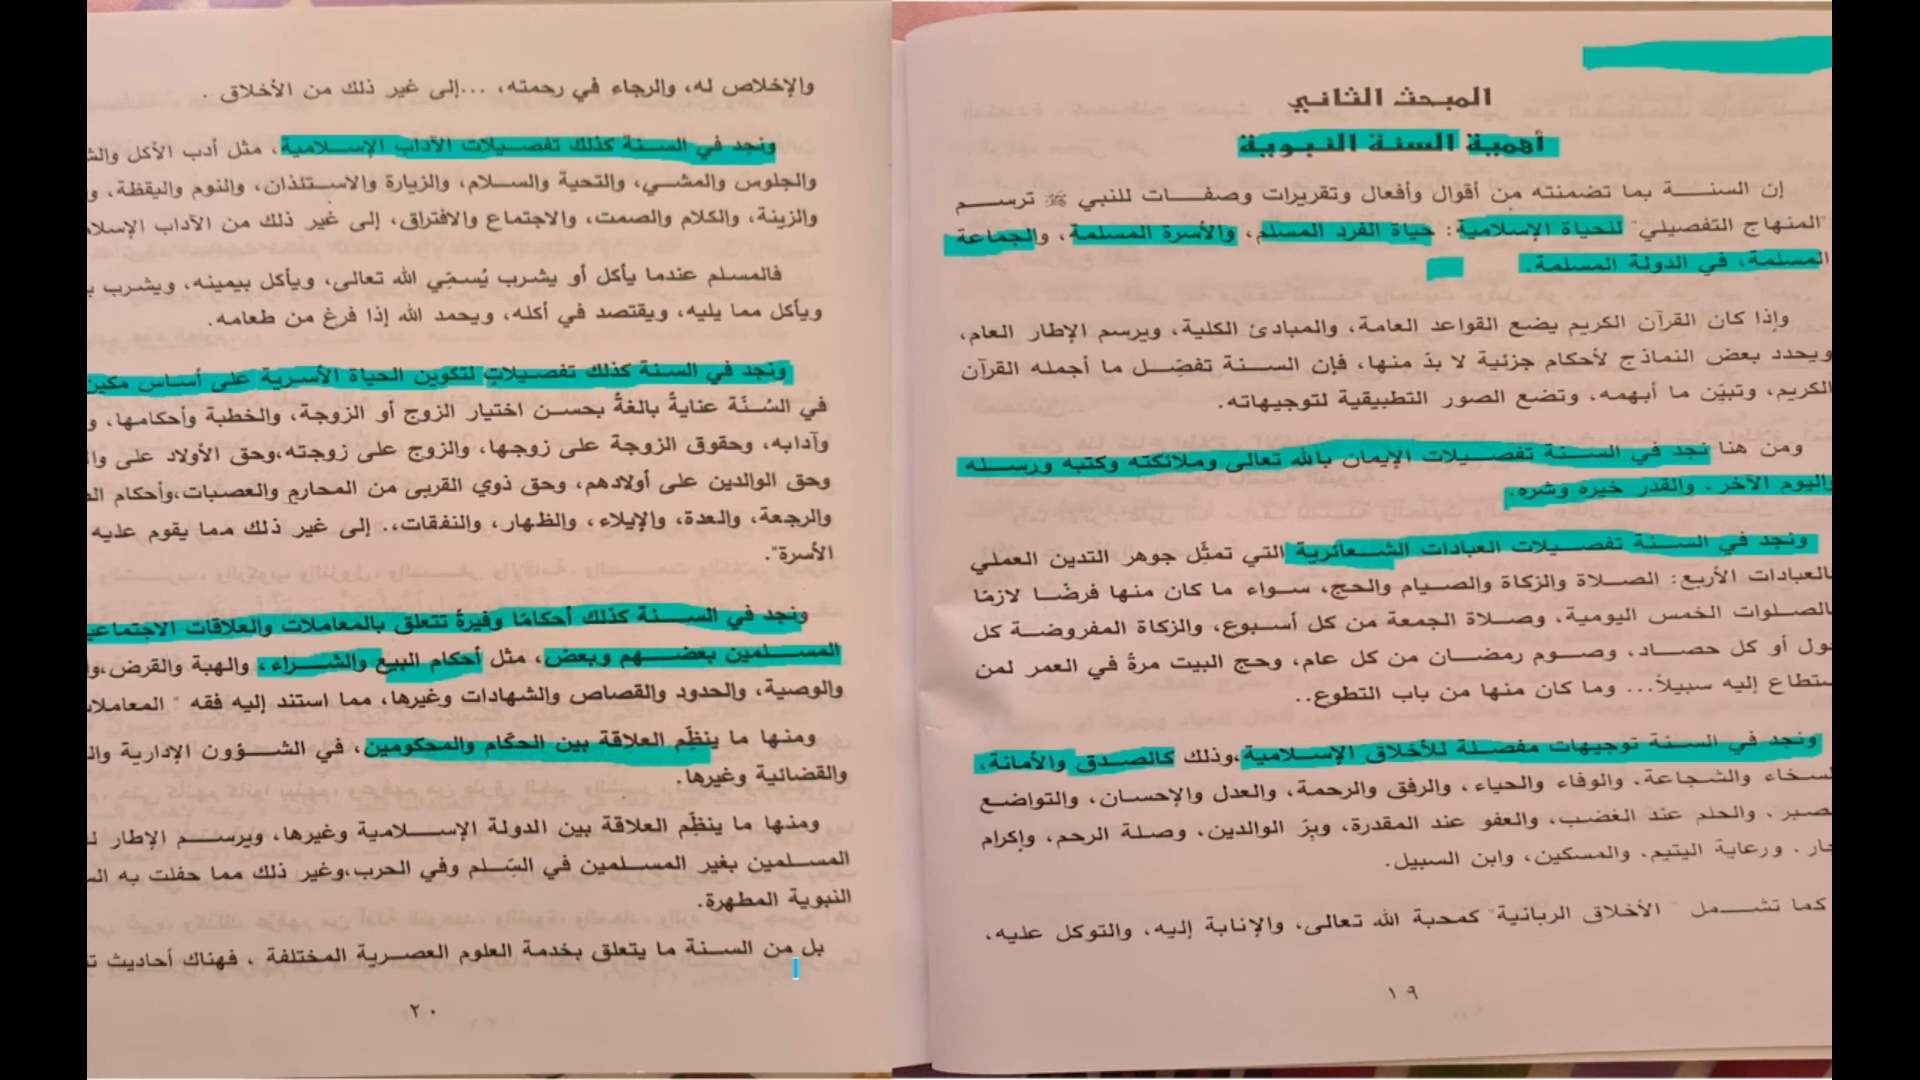 المبحث الثاني
أهمية السنة النبوية
إن السنة بما تضمنته من أقوال وأفعال وتقريرات وصفات للنبي ﷺ ترسم
"المنهاج التفصيلي" للحياة الإسلامية: حياة الفرد المسلم، والأسرة المسلمة، والجماعة
المسلمة، في الدولة المسلمة.
وإذا كان القرآن الكريم يضع القواعد العامة، والمبادئ الكلية، ويرسم الإطار العام،
ويحدد بعض النماذج لأحكام جزئية لا بدّ منها، فإن السنة تفصّل ما أجمله القرآن
الكريم، وتبيّن ما أبهمه، وتضع الصور التطبيقية لتوجيهاته.
ومن هنا نجد في السنة تفصيلات الإيمان بالله تعالى وملائكته وكتبه ورسله
واليوم الآخر، والقدر خيره وشره.
ونجد في السنة تفصيلات العبادات الشعائرية التي تمثّل جوهر التدين العملي
العبادات الأربع: الصلاة والزكاة والصيام والحج، سواء ما كان منها فرضًا لازمًا
الصلوات الخمس اليومية، وصلاة الجمعة من كل أسبوع، والزكاة المفروضة كل
أو كل حصاد، وصوم رمضان من كل عام، وحج البيت مرةً في العمر لمن
ستطاع إليه سبيلاً... وما كان منها من باب التطوع..
ونجد في السنة توجيهات مفصلة للأخلاق الإسلامية،وذلك كالصدق والأمانة،
والشجاعة. والوفاء والحياء، والرفق والرحمة، والعدل والإحسان، والتواضع
والحلم عند الغضب، والعفو عند المقدرة، وبرّ الوالدين، وصلة الرحم، وإكرام
ورعاية اليتيم. والمسكين، وابن السبيل.
كما تشمل "الأخلاق الربانية" كمحبة الله تعالى، والإنابة إليه، والتوكل عليه،
١٩
والإخلاص له، والرجاء في رحمته، ...إلى غير ذلك من الأخلاق .
ونجد في السنة كذلك تفصيلات الآداب الإسلامية، مثل أدب الأكل
والجلوس والمشي، والتحية والسلام، والزيارة والاستئذان، والنوم واليقظة،
والزينة، والكلام والصمت، والاجتماع والافتراق، إلى غير ذلك من الآداب
فالمسلم عندما يأكل أو يشرب يُسمّي الله تعالى، ويأكل بيمينه، ويشرب
ويأكل مما يليه، ويقتصد في أكله، ويحمد الله إذا فرغ من طعامه.
ونجد في السنة كذلك تفصيلاتٍ لتكوين الحياة الأسرية على أساس مكين
في السُنّة عنايةً بالغةً بحسن اختيار الزوج أو الزوجة، والخطبة وأحكامها،
وآدابه، وحقوق الزوجة على زوجها، والزوج على زوجته،وحق الأولاد على
وحق الوالدين على أولادهم، وحق ذوي القربى من المحارم والعصبات،وأحكام
والرجعة، والعدة، والإيلاء، والظهار، والنفقات،. إلى غير ذلك مما يقوم عليه
الأسرة".
ونجد في السنة كذلك أحكامًا وفيرةً تتعلق بالمعاملات والعلاقات
المسلمين بعضهم وبعض، مثل أحكام البيع والشراء، والهبة والقرض،
والوصية، والحدود والقصاص والشهادات وغيرها، مما استند إليه فقه "
ومنها ما ينظّم العلاقة بين الحكّام والمحكومين، في الشؤون الإدارية
والقضائية وغيرها.
ومنها ما ينظّم العلاقة بين الدولة الإسلامية وغيرها، ويرسم الإطار
المسلمين بغير المسلمين في السّلم وفي الحرب،وغير ذلك مما حفلت به
النبوية المطهرة.
بل من السنة ما يتعلق بخدمة العلوم العصرية المختلفة ، فهناك أحاديث
٢٠